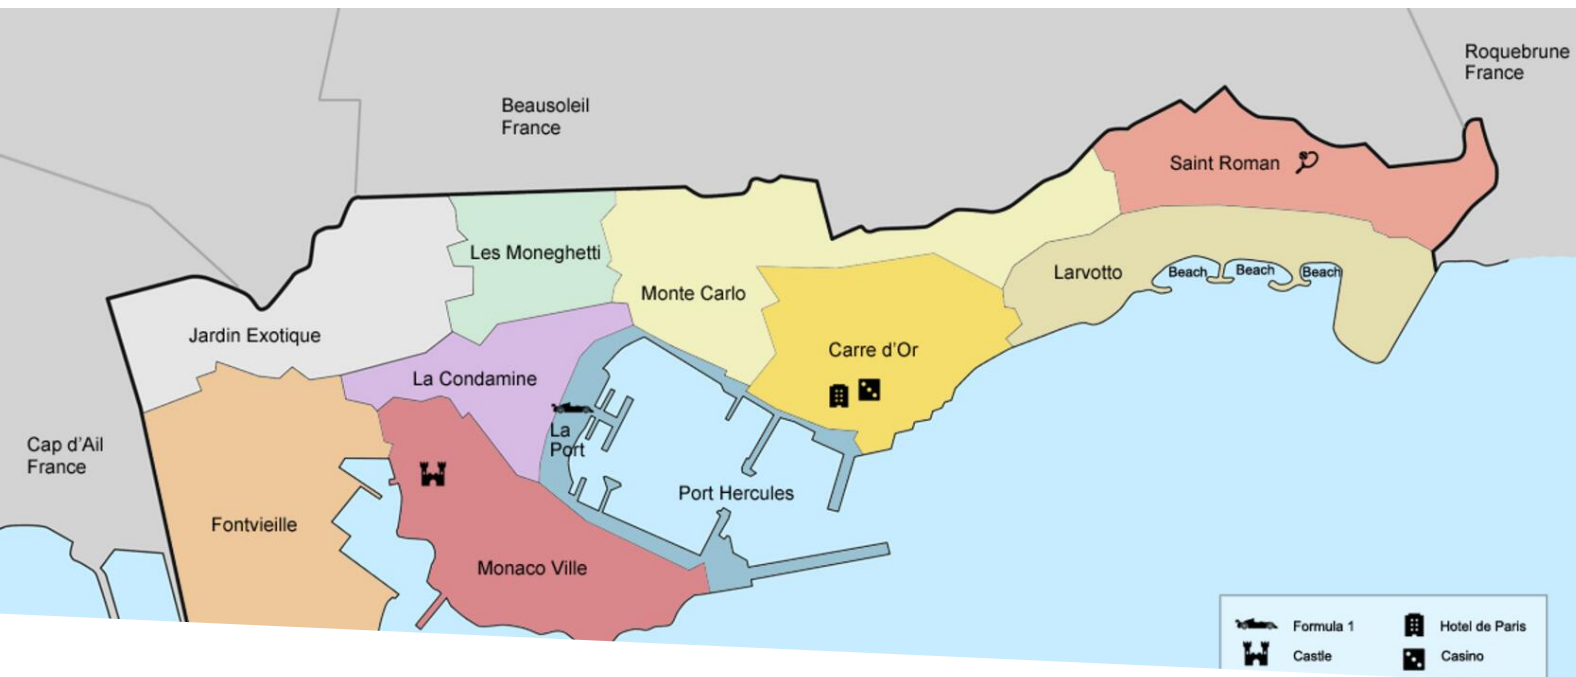 Roquebrune
France
Beausoleil
France
Saint Roman
Les Moneghetti
Larvotto
Beach
Beach
Beach
Monte Carlo
Jardin Exotique
Carre d'Or
La Condamine
La
Port
Cap d'Ail
France
Port Hercules
Fontvieille
Monaco Ville
Formula 1
Hotel de Paris
Castle
Casino